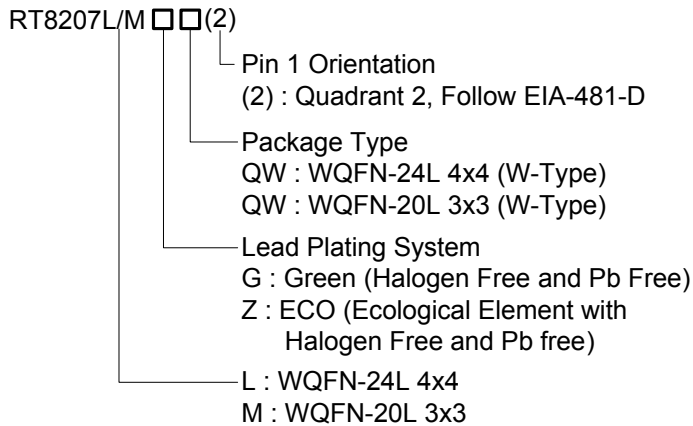 RT8207L/M □ □ (2)
Pin 1 Orientation
(2) : Quadrant 2, Follow EIA-481-D
Package Type
QW : WQFN-24L 4x4 (W-Type)
QW : WQFN-20L 3x3 (W-Type)
Lead Plating System
G : Green (Halogen Free and Pb Free)
Z : ECO (Ecological Element with
Halogen Free and Pb free)
L : WQFN-24L 4x4
M : WQFN-20L 3x3